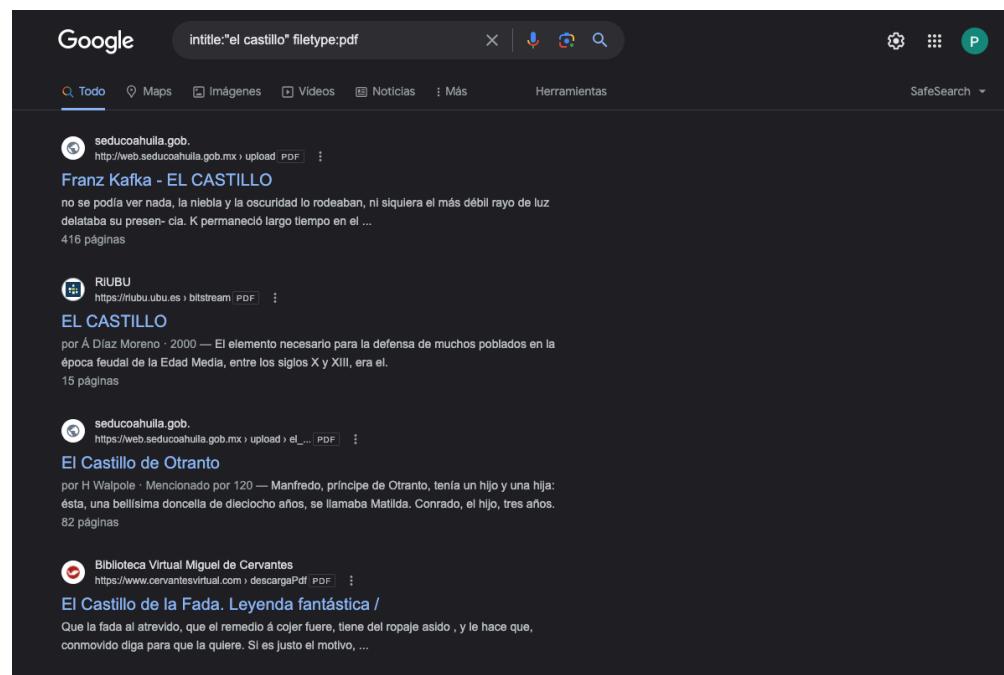 Google
intitle:"el castillo" filetype:pdf
P
Todo Maps Imágenes Vídeos Noticias Más Herramientas SafeSearch
seducoahuila.gob.
http://web.seducoahuila.gob.mx › upload PDF
Franz Kafka - EL CASTILLO
no se podía ver nada, la niebla y la oscuridad lo rodeaban, ni siquiera el más débil rayo de luz
delataba su presen- cia. K permaneció largo tiempo en el ...
416 páginas
RiUBU
https://riubu.ubu.es › bitstream PDF
EL CASTILLO
por Á Díaz Moreno · 2000 — El elemento necesario para la defensa de muchos poblados en la
época feudal de la Edad Media, entre los siglos X y XIII, era el.
15 páginas
seducoahuila.gob.
https://web.seducoahuila.gob.mx › upload › el_... PDF
El Castillo de Otranto
por H Walpole · Mencionado por 120 — Manfredo, príncipe de Otranto, tenía un hijo y una hija:
ésta, una bellísima doncella de dieciocho años, se llamaba Matilda. Conrado, el hijo, tres años.
82 páginas
Biblioteca Virtual Miguel de Cervantes
https://www.cervantesvirtual.com › descargaPdf PDF
El Castillo de la Fada. Leyenda fantástica /
Que la fada al atrevido, que el remedio á cojer fuere, tiene del ropaje asido , y le hace que,
conmovido diga para que la quiere. Si es justo el motivo, ...